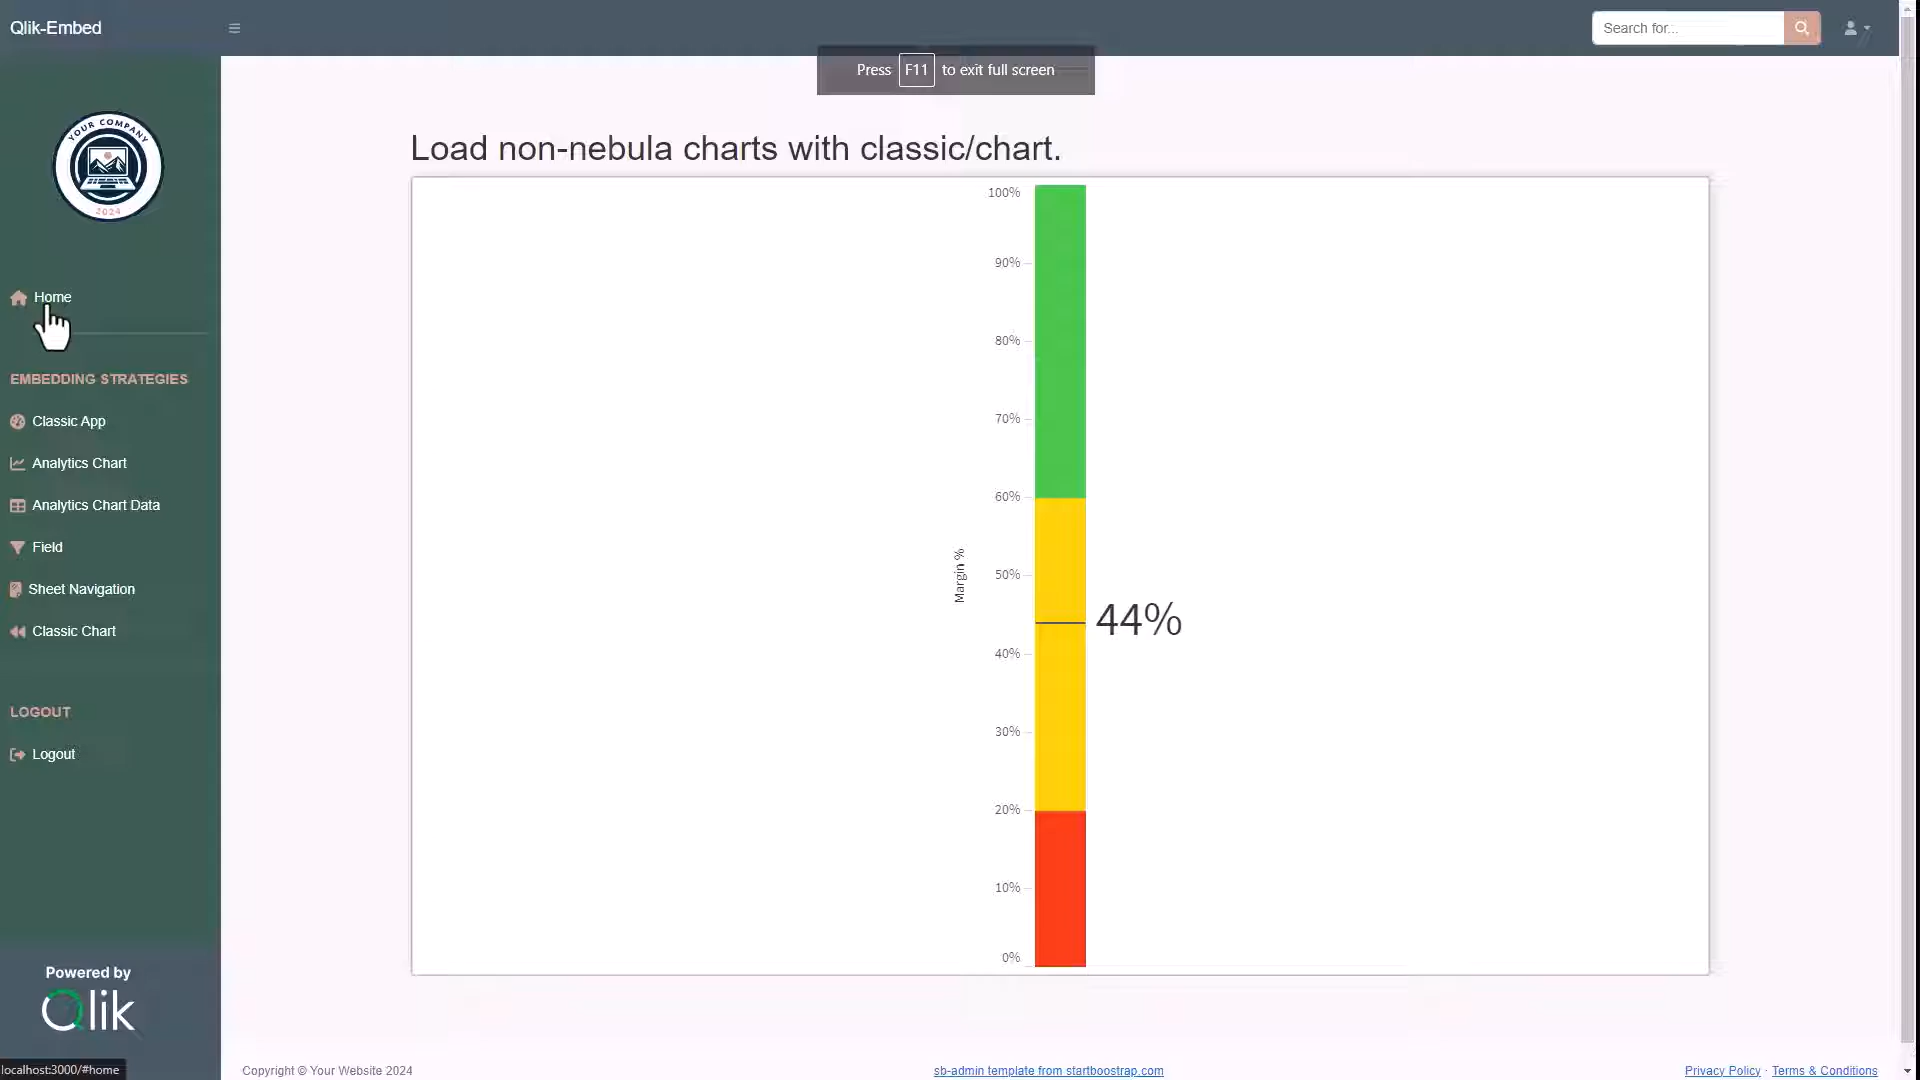 Qlik-Embed
Search for...
Press F11 to exit full screen
YOUR COMPANY
2024
Home
EMBEDDING STRATEGIES
Classic App
Analytics Chart
Analytics Chart Data
Field
Sheet Navigation
Classic Chart
LOGOUT
Logout
Powered by
Qlik
localhost:3000/#home
Load non-nebula charts with classic/chart.
100%
90%
80%
70%
60%
50%
40%
30%
20%
10%
0%
Margin %
44%
Copyright © Your Website 2024
sb-admin template from startboostrap.com
Privacy Policy · Terms & Conditions